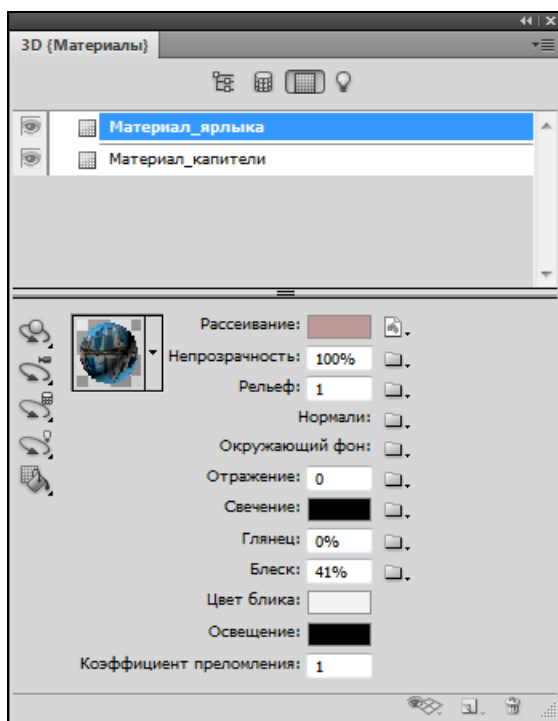 3D {Материалы}
Материал_ярлыка
Материал_капители
Рассеивание:
Непрозрачность: 100%
Рельеф: 1
Нормали:
Окружающий фон:
Отражение: 0
Свечение:
Глянец: 0%
Блеск: 41%
Цвет блика:
Освещение:
Коэффициент преломления: 1